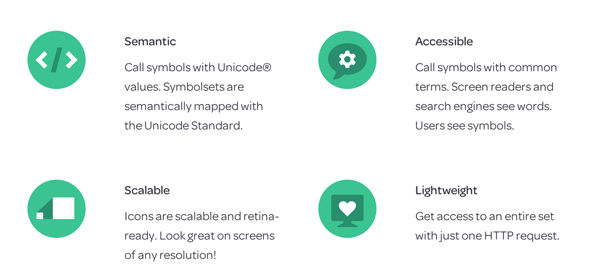 Semantic
Call symbols with Unicode®
values. Symbolsets are
semantically mapped with
the Unicode Standard.
Accessible
Call symbols with common
terms. Screen readers and
search engines see words.
Users see symbols.
Scalable
Icons are scalable and retina-
ready. Look great on screens
of any resolution!
Lightweight
Get access to an entire set
with just one HTTP request.